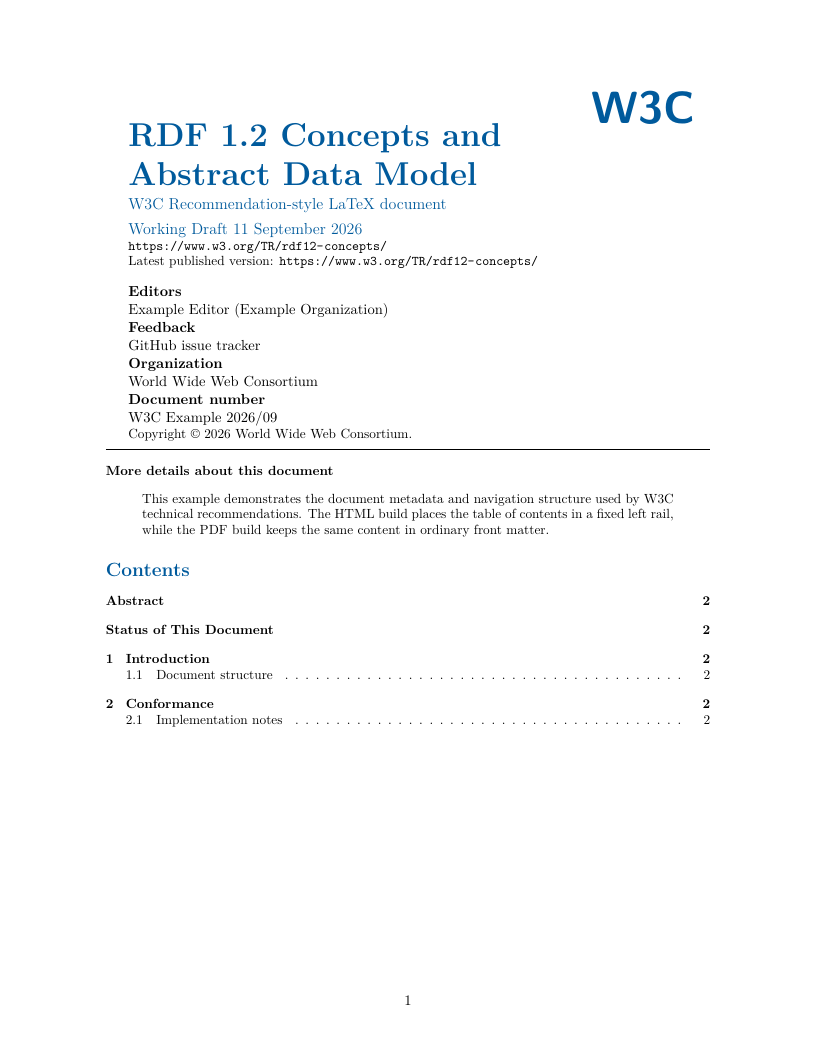 W3C
RDF 1.2 Concepts and
Abstract Data Model
W3C Recommendation-style LaTeX document
Working Draft 11 September 2026
https://www.w3.org/TR/rdf12-concepts/
Latest published version: https://www.w3.org/TR/rdf12-concepts/
Editors
Example Editor (Example Organization)
Feedback
GitHub issue tracker
Organization
World Wide Web Consortium
Document number
W3C Example 2026/09
Copyright © 2026 World Wide Web Consortium.
More details about this document
This example demonstrates the document metadata and navigation structure used by W3C
technical recommendations. The HTML build places the table of contents in a fixed left rail,
while the PDF build keeps the same content in ordinary front matter.
Contents
Abstract 2
Status of This Document 2
1 Introduction 2
1.1 Document structure . . . . . . . . . . . . . . . . . . . . . . . . . . . . . . . . . . . . . . . 2
2 Conformance 2
2.1 Implementation notes . . . . . . . . . . . . . . . . . . . . . . . . . . . . . . . . . . . . . . 2
1